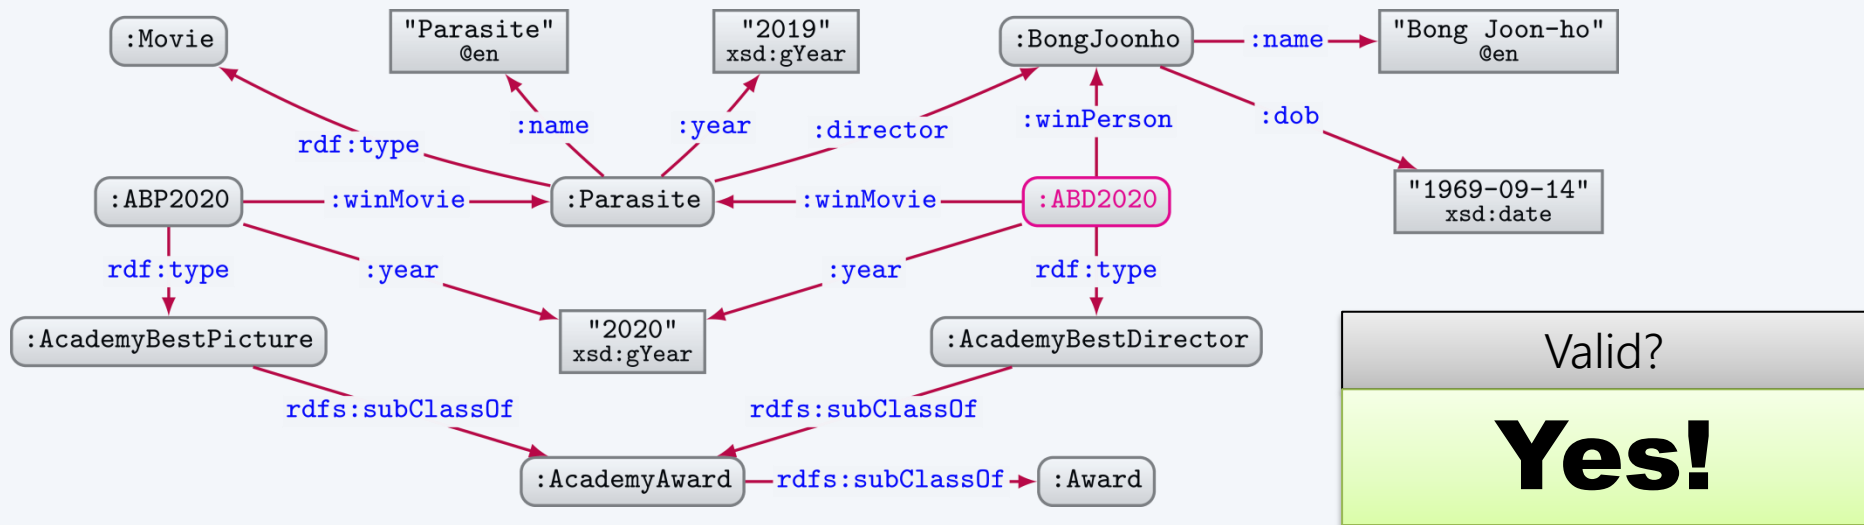 :Movie
"Parasite"
@en
"2019"
xsd:gYear
:BongJoonho
:name
"Bong Joon-ho"
@en
rdf:type
:name
:year
:director
:winPerson
:dob
:ABP2020
:winMovie
:Parasite
:winMovie
:ABD2020
"1969-09-14"
xsd:date
rdf:type
:year
:year
rdf:type
:AcademyBestPicture
"2020"
xsd:gYear
:AcademyBestDirector
Valid?
Yes!
rdfs:subClassOf
rdfs:subClassOf
:AcademyAward
rdfs:subClassOf
:Award